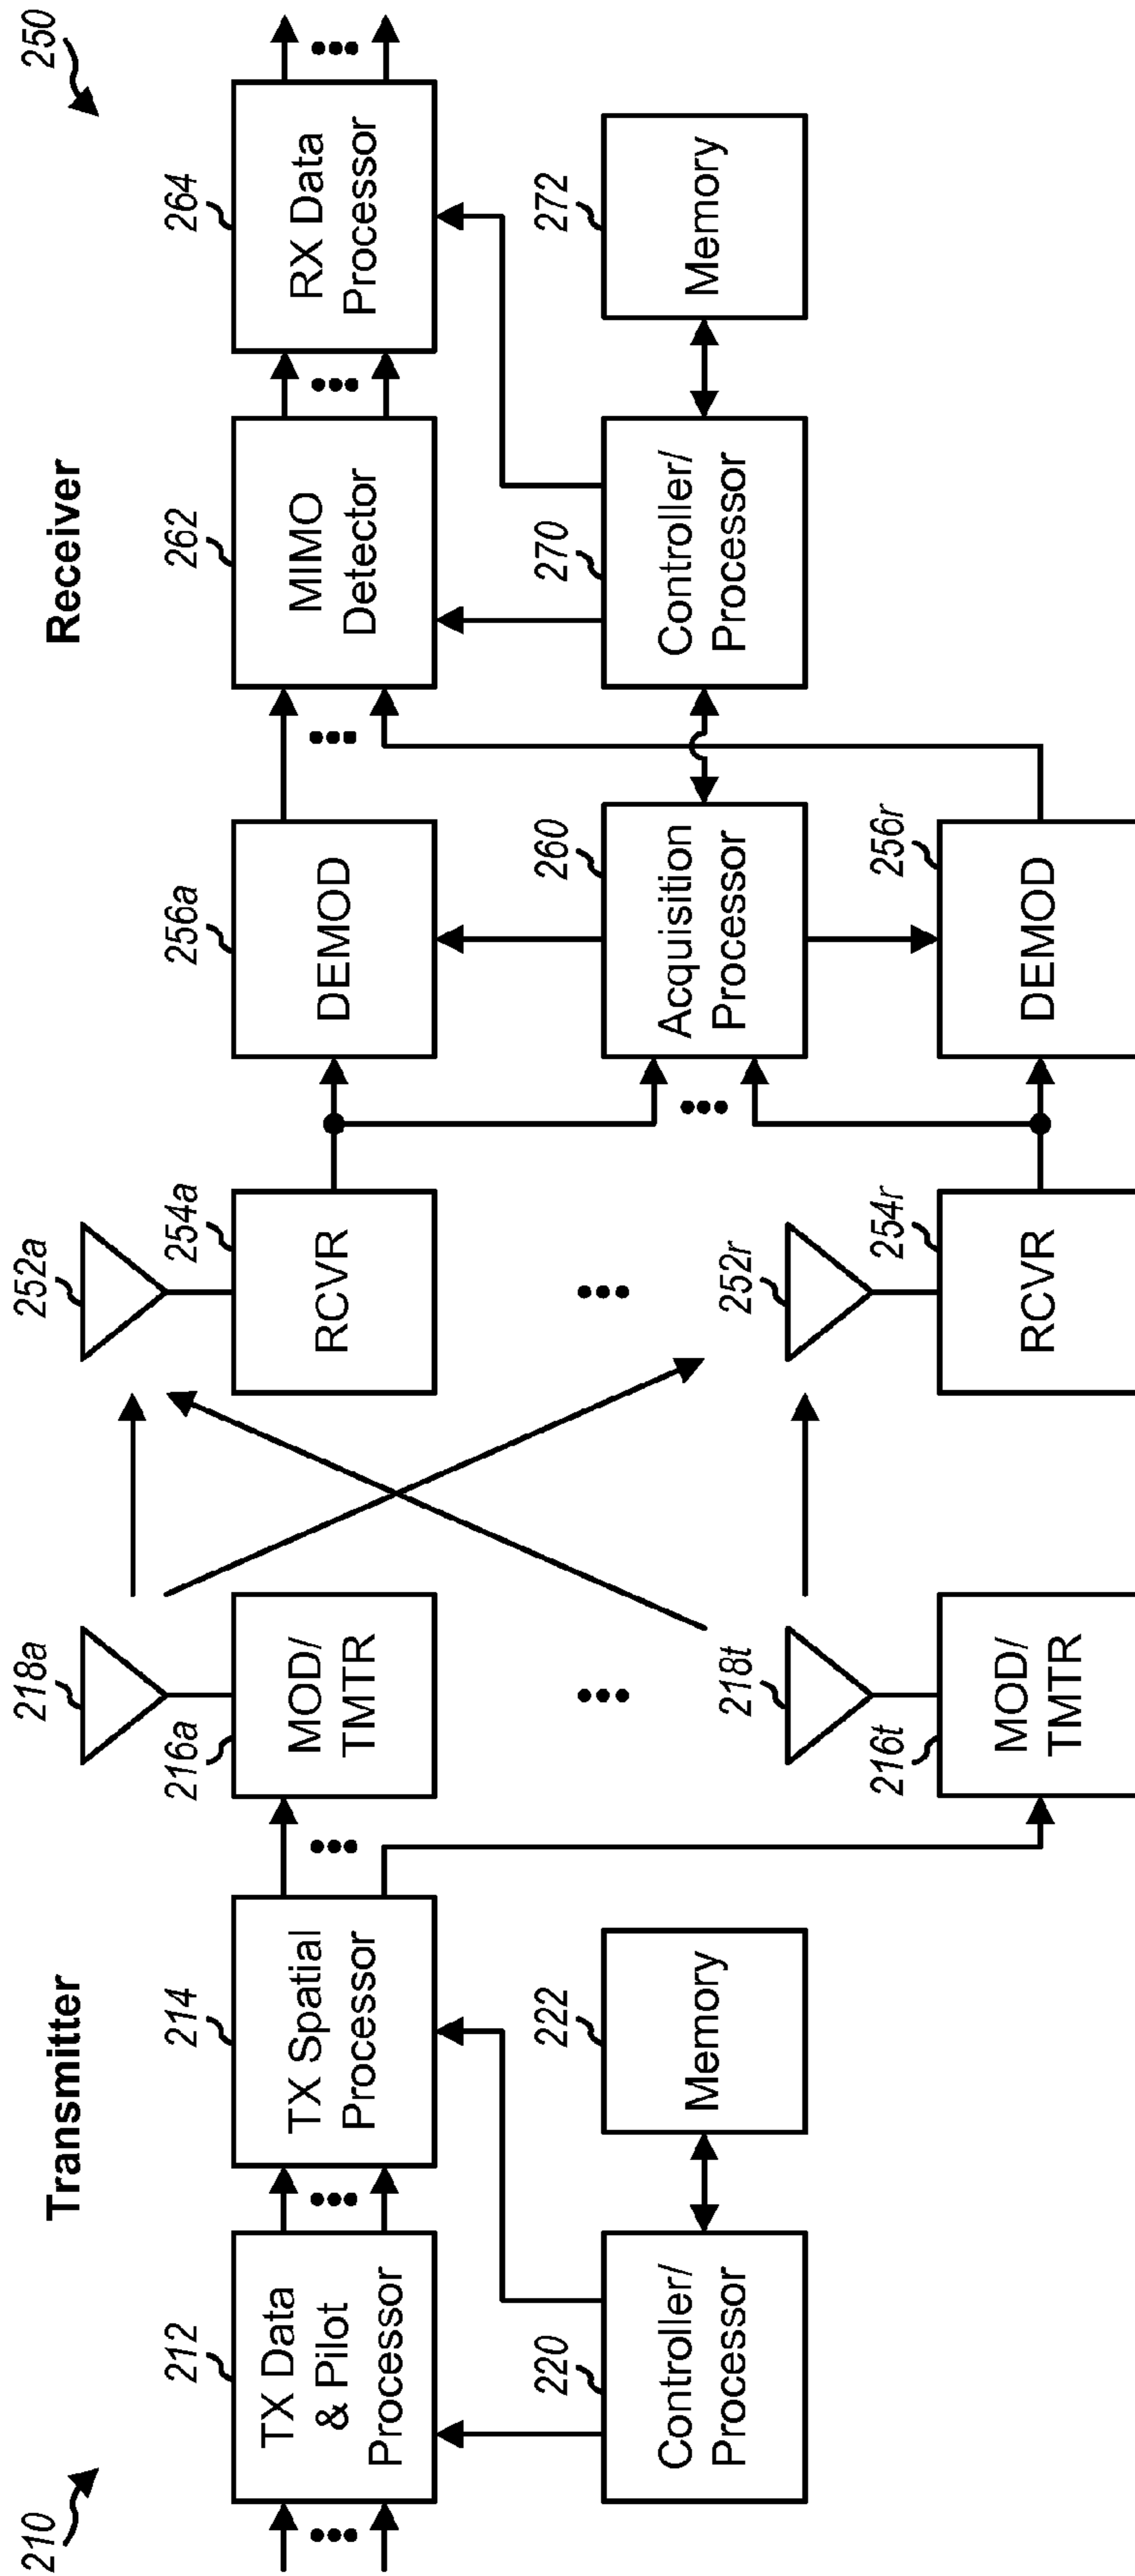 Transmitter
Receiver
210
212
TX Data
& Pilot
Processor
214
TX Spatial
Processor
216a
MOD/
TMTR
218a
220
Controller/
Processor
222
Memory
216t
MOD/
TMTR
218t
250
252a
254a
RCVR
256a
DEMOD
262
MIMO
Detector
264
RX Data
Processor
260
Acquisition
Processor
270
Controller/
Processor
272
Memory
252r
254r
RCVR
256r
DEMOD